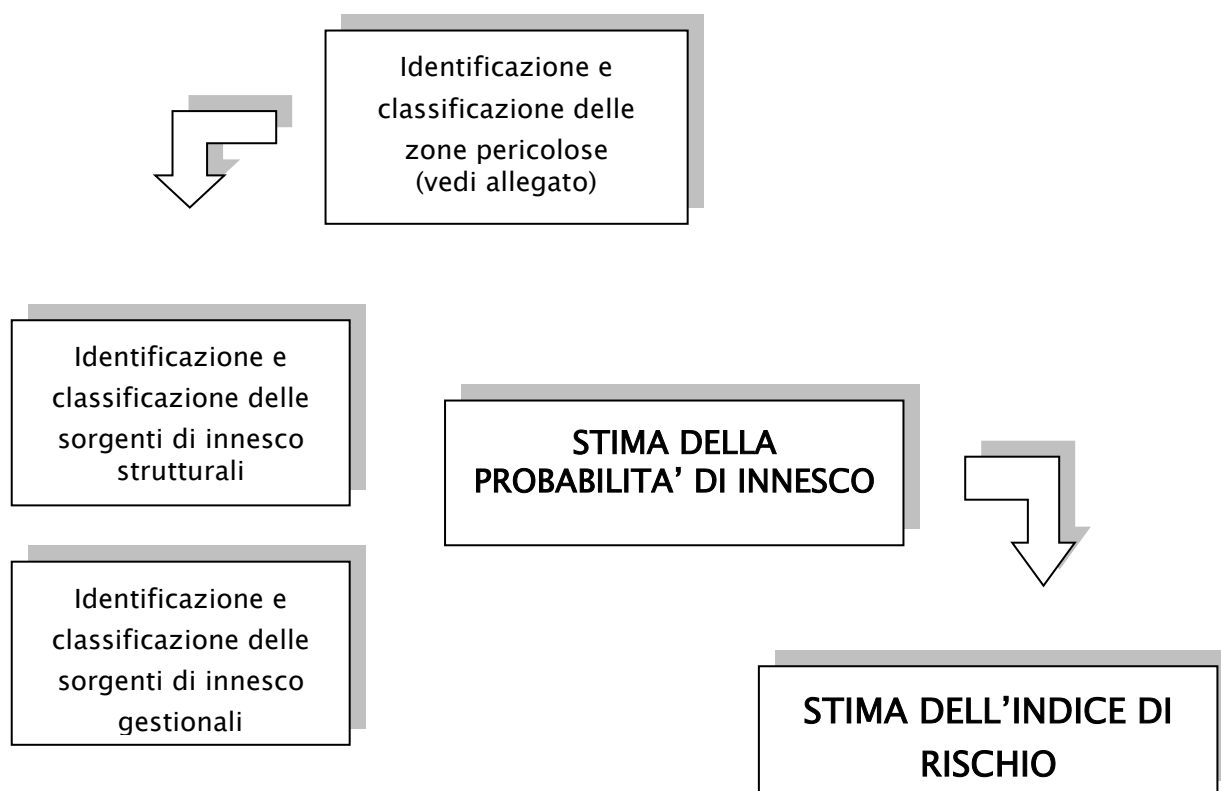 Identificazione e
classificazione delle
zone pericolose
(vedi allegato)
Identificazione e
classificazione delle
sorgenti di innesco
strutturali
STIMA DELLA
PROBABILITA’ DI INNESCO
Identificazione e
classificazione delle
sorgenti di innesco
gestionali
STIMA DELL’INDICE DI
RISCHIO